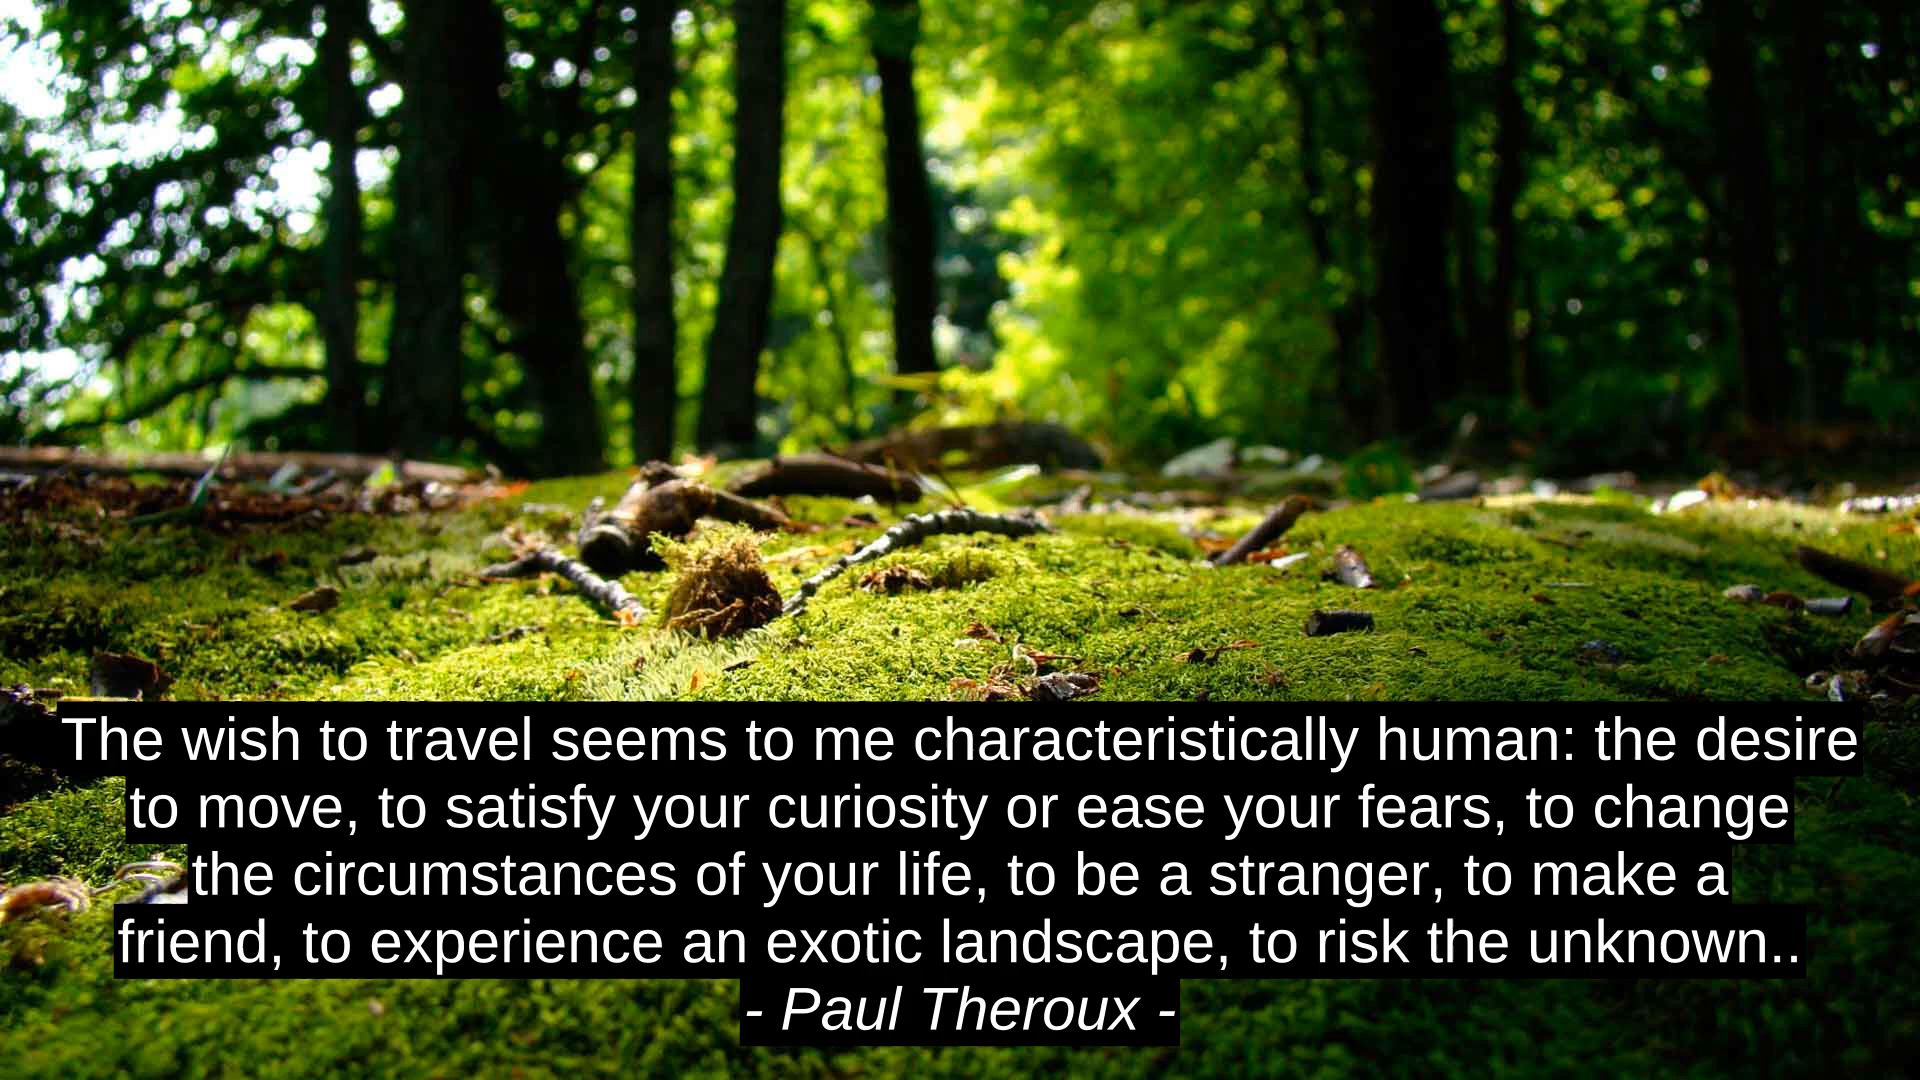 The wish to travel seems to me characteristically human: the desire
to move, to satisfy your curiosity or ease your fears, to change
the circumstances of your life, to be a stranger, to make a
friend, to experience an exotic landscape, to risk the unknown..
- Paul Theroux -